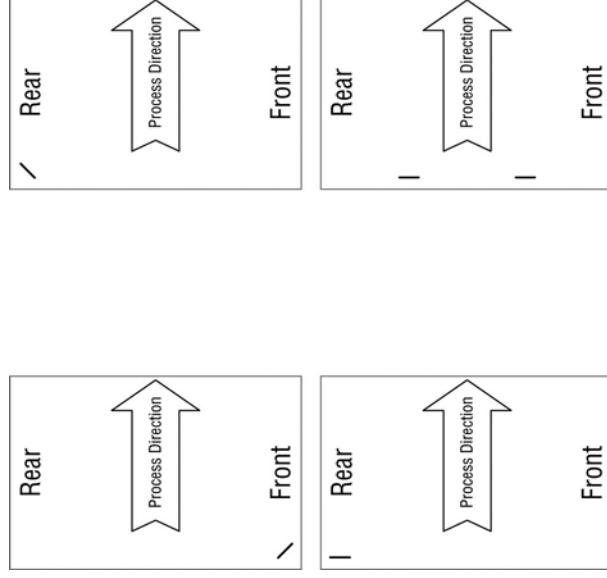 Rear
Process Direction
Front
Rear
Process Direction
Front
Rear
Process Direction
Front
Rear
Process Direction
Front